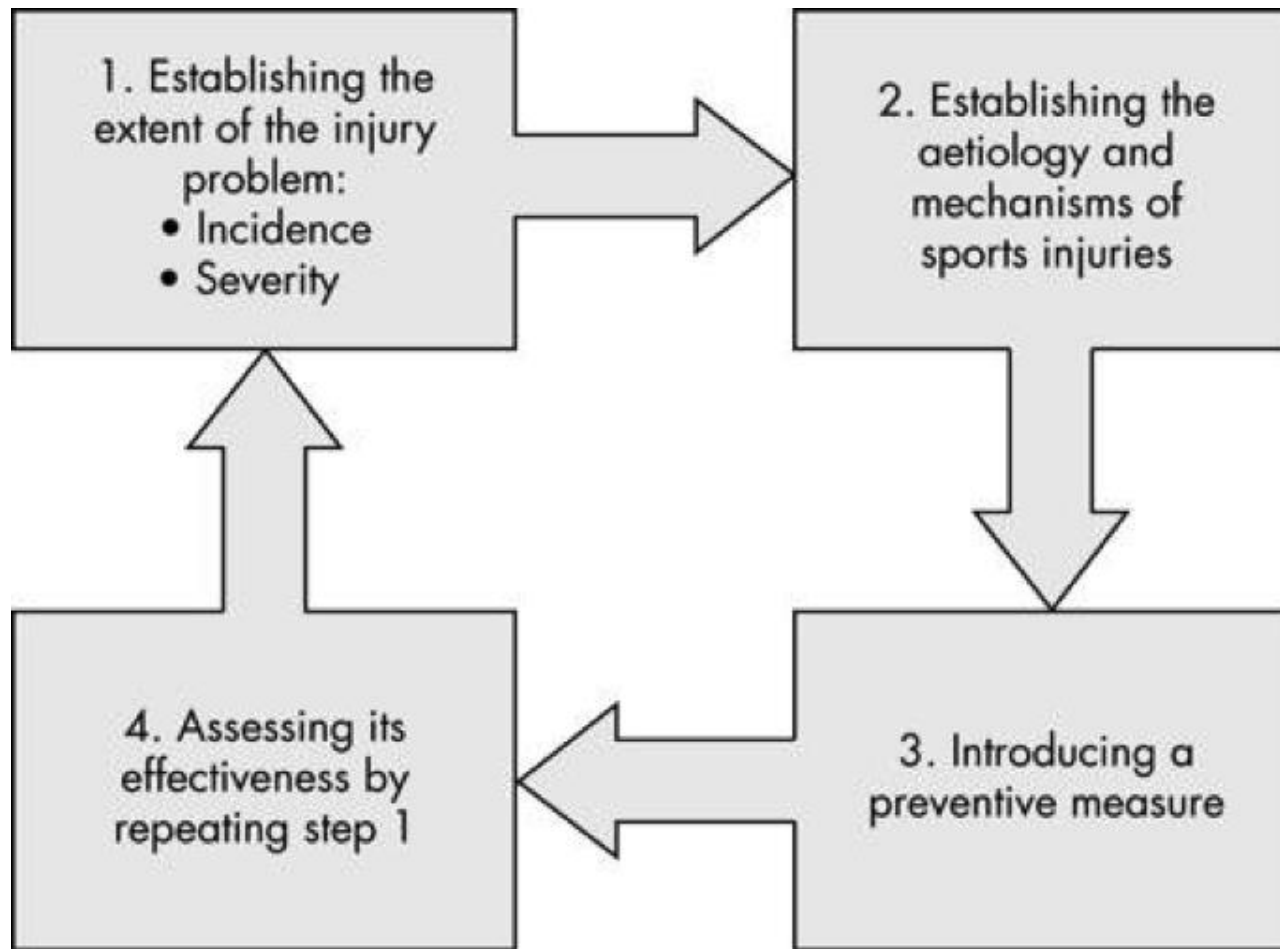 1. Establishing the
extent of the injury
problem:
• Incidence
• Severity
2. Establishing the
aetiology and
mechanisms of
sports injuries
3. Introducing a
preventive measure
4. Assessing its
effectiveness by
repeating step 1